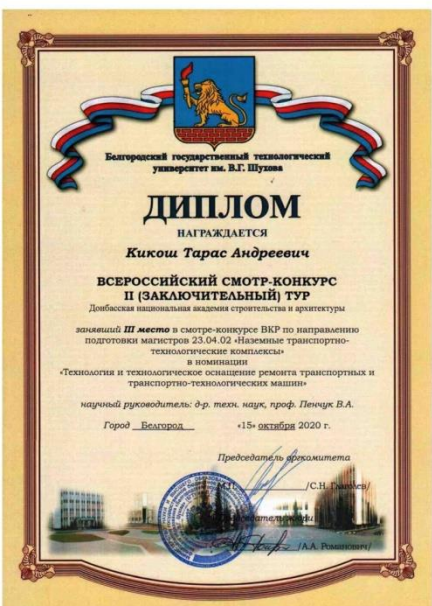 Белгородский государственный технологический
университет им. В.Г. Шухова
ДИПЛОМ
НАГРАЖДАЕТСЯ
Кикош Тарас Андреевич
ВСЕРОССИЙСКИЙ СМОТР-КОНКУРС
II (ЗАКЛЮЧИТЕЛЬНЫЙ) ТУР
Донбасская национальная академия строительства и архитектуры
занявший III место в смотре-конкурсе ВКР по направлению
подготовки магистров 23.04.02 «Наземные транспортно-
технологические комплексы»
в номинации
«Технология и технологическое оснащение ремонта транспортных и
транспортно-технологических машин»
научный руководитель: д-р. техн. наук, проф. Пенчук В.А.
Город Белгород «15» октября 2020 г.
Председатель оргкомитета
/С.Н. Глаголев/
Председатель жюри
/А.А. Романович/